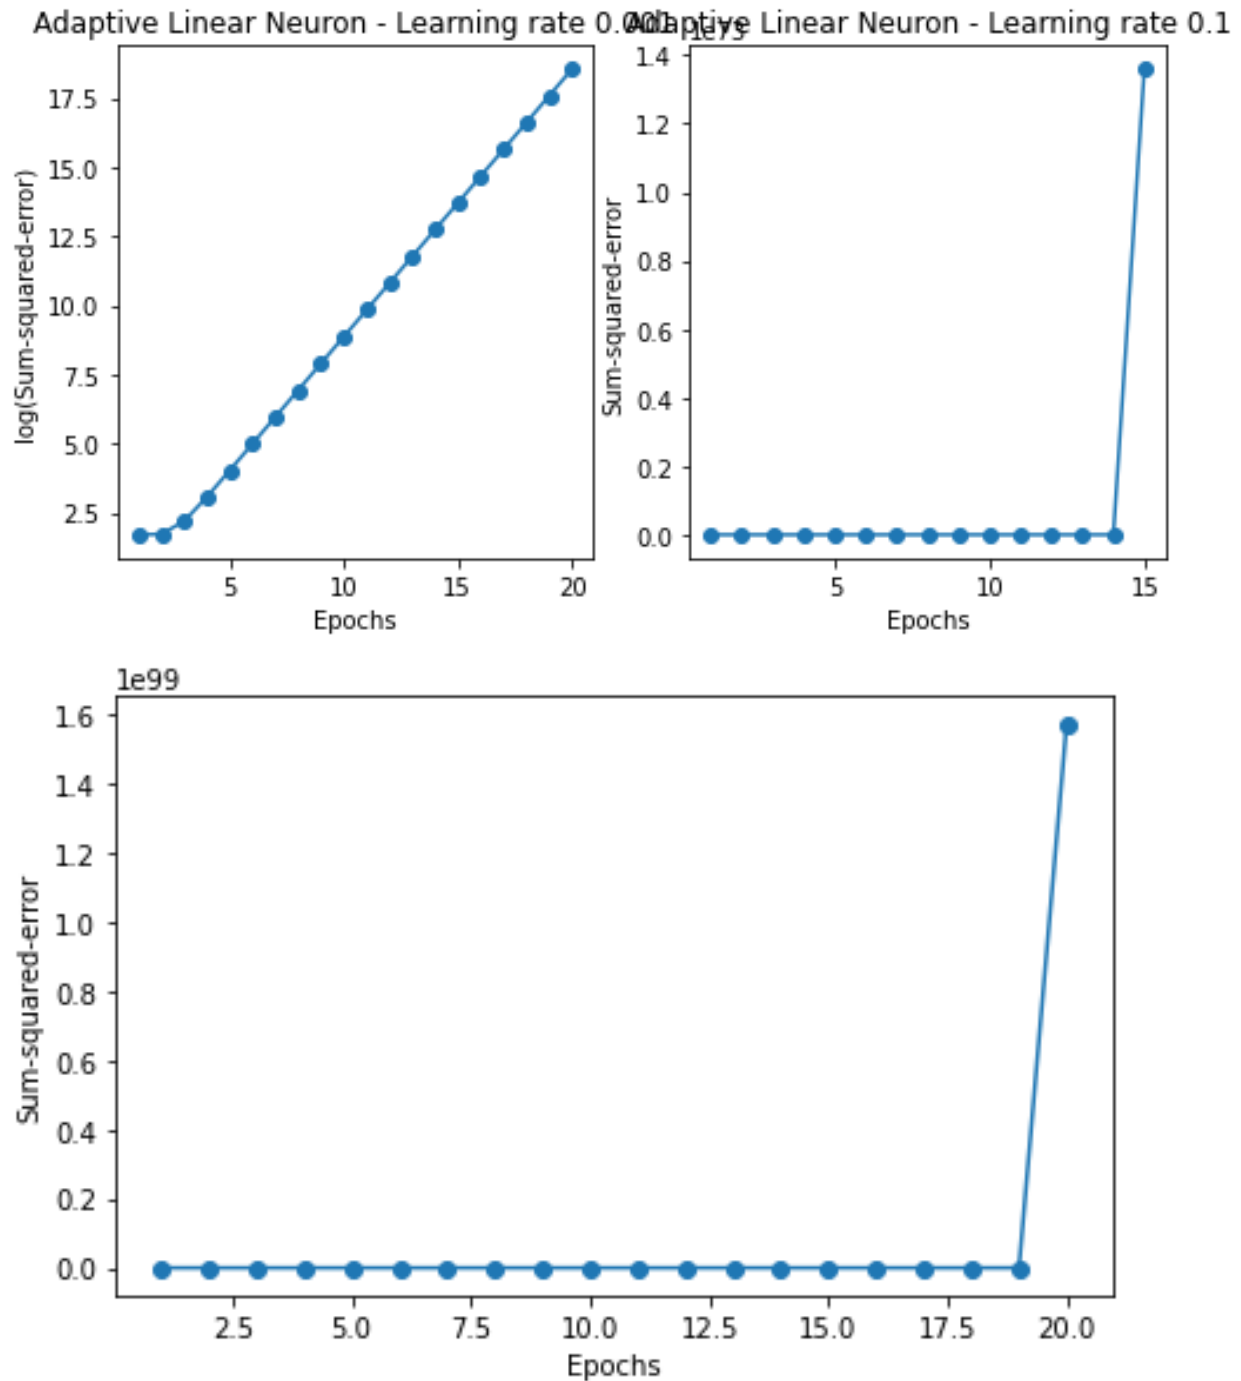 Adaptive Linear Neuron - Learning rate 0.001
Adaptive Linear Neuron - Learning rate 0.1
1e73
log(Sum-squared-error)
17.5
15.0
12.5
10.0
7.5
5.0
2.5
5 10 15 20
Epochs
Sum-squared-error
1.4
1.2
1.0
0.8
0.6
0.4
0.2
0.0
5 10 15
Epochs
1e99
Sum-squared-error
1.6
1.4
1.2
1.0
0.8
0.6
0.4
0.2
0.0
2.5 5.0 7.5 10.0 12.5 15.0 17.5 20.0
Epochs